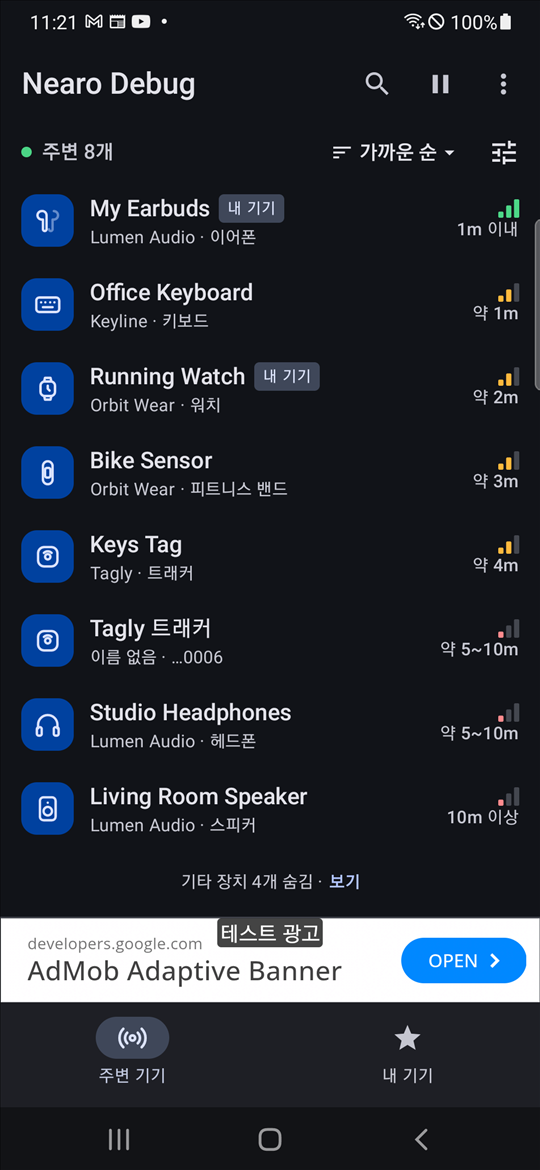 11:21
100%
Nearo Debug
주변 8개
가까운 순
My Earbuds 내 기기
Lumen Audio · 이어폰
1m 이내
Office Keyboard
Keyline · 키보드
약 1m
Running Watch 내 기기
Orbit Wear · 워치
약 2m
Bike Sensor
Orbit Wear · 피트니스 밴드
약 3m
Keys Tag
Tagly · 트래커
약 4m
Tagly 트래커
이름 없음 · …0006
약 5~10m
Studio Headphones
Lumen Audio · 헤드폰
약 5~10m
Living Room Speaker
Lumen Audio · 스피커
10m 이상
기타 장치 4개 숨김 · 보기
테스트 광고
developers.google.com
AdMob Adaptive Banner
OPEN
주변 기기
내 기기